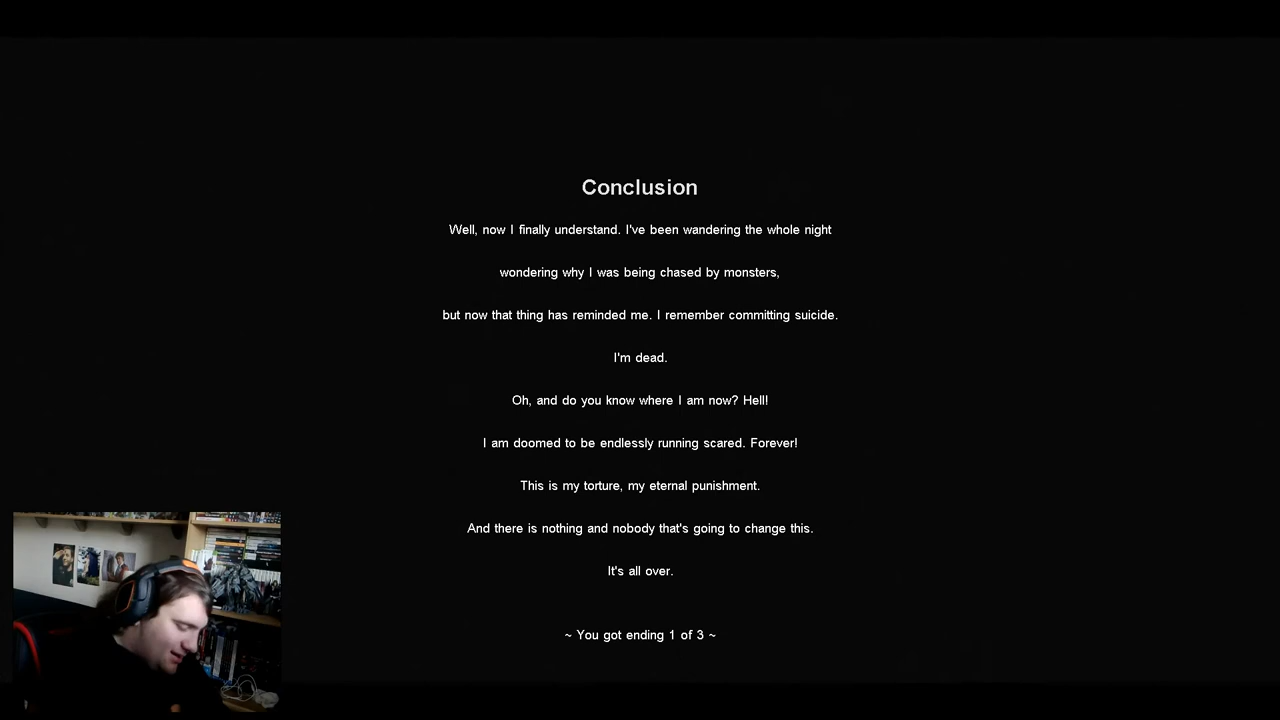 Conclusion
Well, now I finally understand. I've been wandering the whole night
wondering why I was being chased by monsters,
but now that thing has reminded me. I remember committing suicide.
I'm dead.
Oh, and do you know where I am now? Hell!
I am doomed to be endlessly running scared. Forever!
This is my torture, my eternal punishment.
And there is nothing and nobody that's going to change this.
It's all over.
~ You got ending 1 of 3 ~